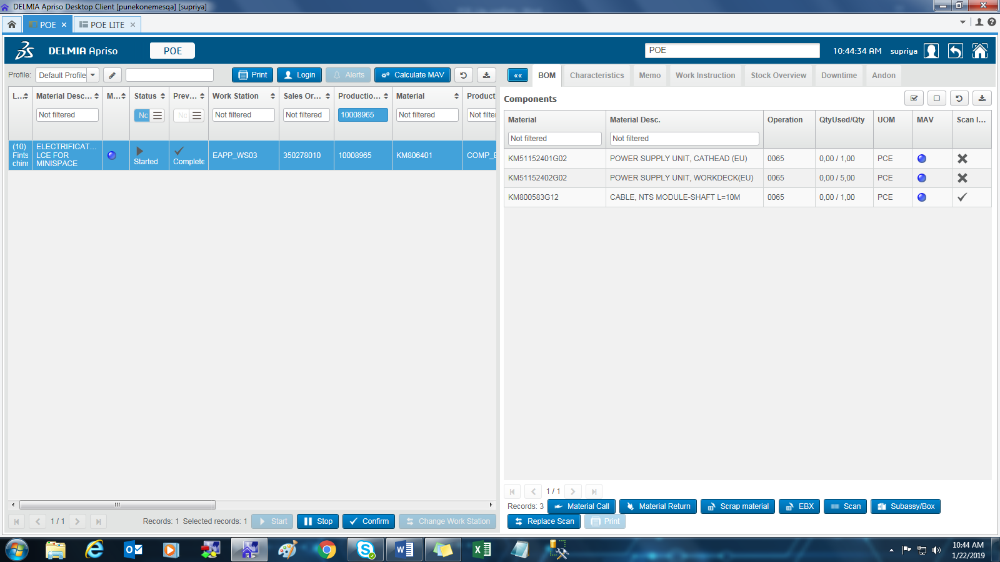 DELMIA Apriso Desktop Client [punekonemesqa] [supriya]
POE
POE LITE
DELMIA Apriso
POE
POE
10:44:34 AM
supriya
Profile:
Default Profile
Print
Login
Alerts
Calculate MAV
BOM
Characteristics
Memo
Work Instruction
Stock Overview
Downtime
Andon
L...
Material Desc...
M...
Status
Prev...
Work Station
Sales Or...
Productio...
Material
Product
Not filtered
Nc
Nc
Not filtered
Not filtered
10008965
Not filtered
Not filter
(10)
Fints
chinr
ELECTRIFICAT...
LCE FOR
MINISPACE
Started
Complete
EAPP_WS03
350278010
10008965
KM806401
COMP_E
Components
Material
Material Desc.
Operation
QtyUsed/Qty
UOM
MAV
Scan I...
Not filtered
Not filtered
KM51152401G02
POWER SUPPLY UNIT, CATHEAD (EU)
0065
0,00 / 1,00
PCE
KM51152402G02
POWER SUPPLY UNIT, WORKDECK(EU)
0065
0,00 / 5,00
PCE
KM800583G12
CABLE, NTS MODULE-SHAFT L=10M
0065
0,00 / 1,00
PCE
1 / 1
Records: 3
Material Call
Material Return
Scrap material
EBX
Scan
Subassy/Box
Replace Scan
Print
1 / 1
Records: 1 Selected records: 1
Start
Stop
Confirm
Change Work Station
10:44 AM
1/22/2019